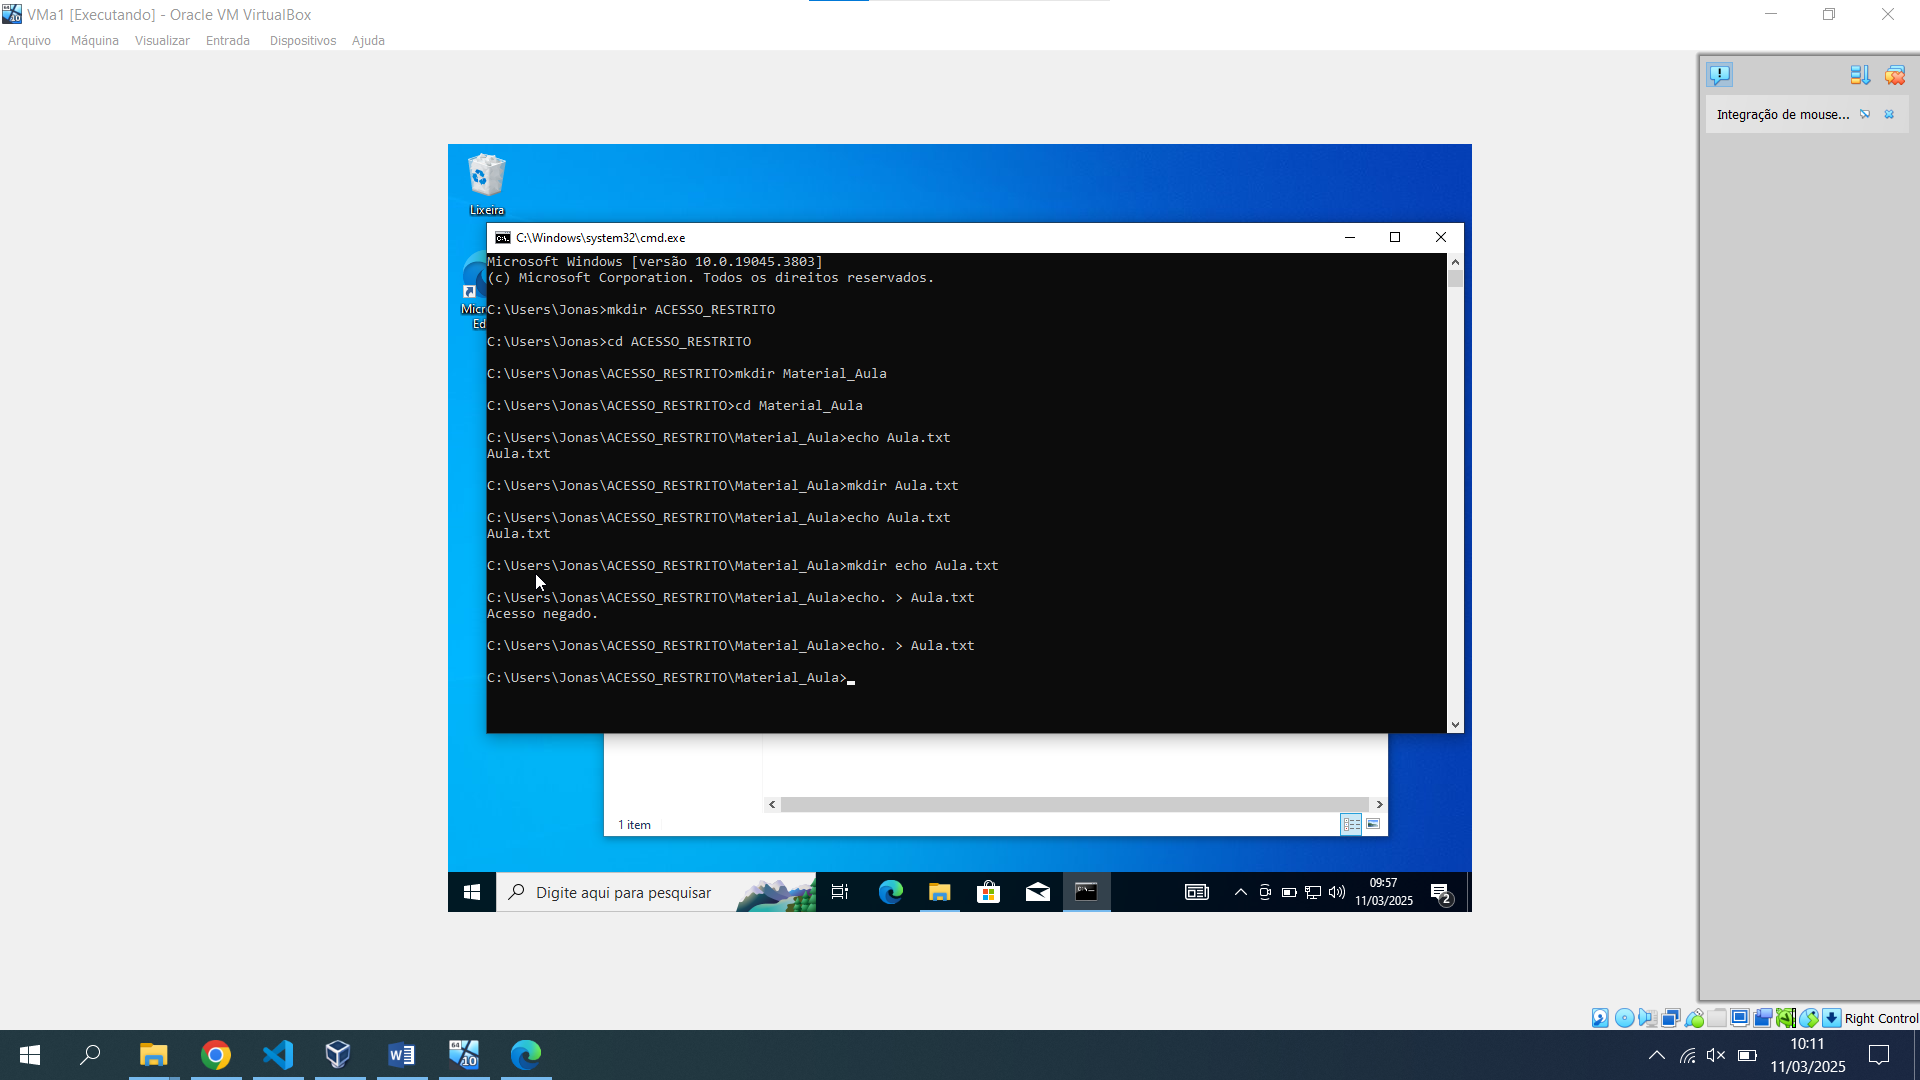 VMa1 [Executando] - Oracle VM VirtualBox
Arquivo Máquina Visualizar Entrada Dispositivos Ajuda
Integração de mouse...
Lixeira
C:\Windows\system32\cmd.exe
Microsoft Windows [versão 10.0.19045.3803]
(c) Microsoft Corporation. Todos os direitos reservados.
C:\Users\Jonas>mkdir ACESSO_RESTRITO
C:\Users\Jonas>cd ACESSO_RESTRITO
C:\Users\Jonas\ACESSO_RESTRITO>mkdir Material_Aula
C:\Users\Jonas\ACESSO_RESTRITO>cd Material_Aula
C:\Users\Jonas\ACESSO_RESTRITO\Material_Aula>echo Aula.txt
Aula.txt
C:\Users\Jonas\ACESSO_RESTRITO\Material_Aula>mkdir Aula.txt
C:\Users\Jonas\ACESSO_RESTRITO\Material_Aula>echo Aula.txt
Aula.txt
C:\Users\Jonas\ACESSO_RESTRITO\Material_Aula>mkdir echo Aula.txt
C:\Users\Jonas\ACESSO_RESTRITO\Material_Aula>echo. > Aula.txt
Acesso negado.
C:\Users\Jonas\ACESSO_RESTRITO\Material_Aula>echo. > Aula.txt
C:\Users\Jonas\ACESSO_RESTRITO\Material_Aula>
Micr
Ed
1 item
Digite aqui para pesquisar
09:57
11/03/2025
2
Right Control
10:11
11/03/2025